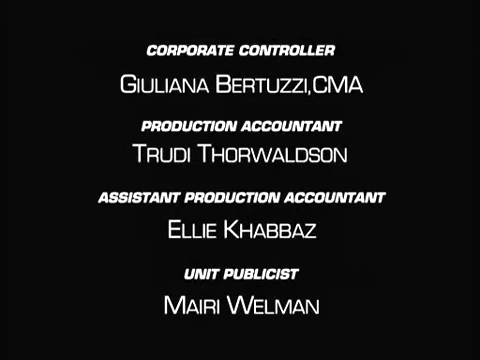 CORPORATE CONTROLLER
GIULIANA BERTUZZI,CMA
PRODUCTION ACCOUNTANT
TRUDI THORWALDSON
ASSISTANT PRODUCTION ACCOUNTANT
ELLIE KHABBAZ
UNIT PUBLICIST
MAIRI WELMAN